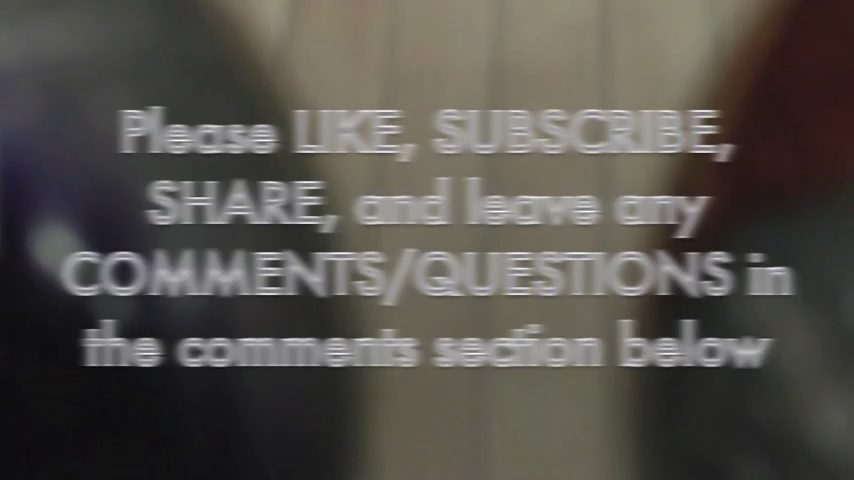 Please LIKE, SUBSCRIBE,
SHARE, and leave any
COMMENTS/QUESTIONS in
the comments section below